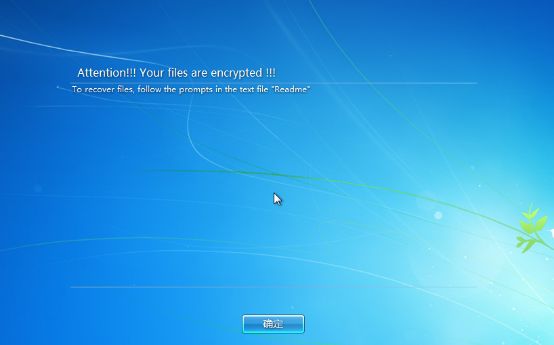 Attention!!! Your files are encrypted !!!
To recover files, follow the prompts in the text file "Readme"
确定